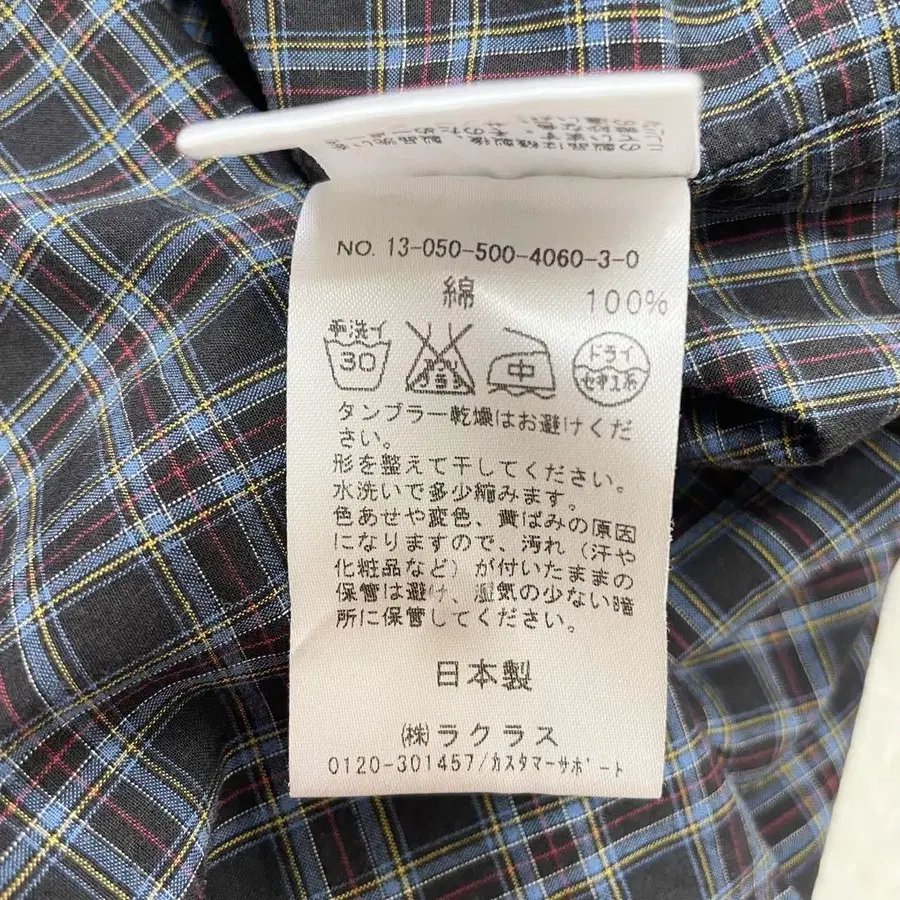 NO. 13-050-500-4060-3-0
綿 100%
手洗イ
30
エンソ
サラシ
中
ドライ
セキユ系
タンブラー乾燥はお避けくだ
さい。
形を整えて干してください。
水洗いで多少縮みます。
色あせや変色、黄ばみの原因
になりますので、汚れ（汗や
化粧品など）が付いたままの
保管は避け、湿気の少ない暗
所に保管してください。
日本製
(株)ラクラス
0120-301457/カスタマーサポート